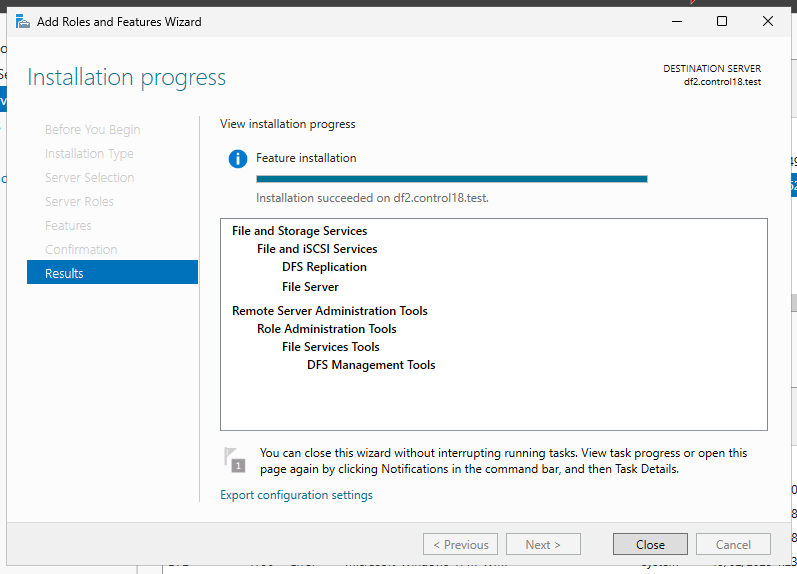 Add Roles and Features Wizard
Installation progress
DESTINATION SERVER
df2.control18.test
Before You Begin
Installation Type
Server Selection
Server Roles
Features
Confirmation
Results
View installation progress
Feature installation
Installation succeeded on df2.control18.test.
File and Storage Services
File and iSCSI Services
DFS Replication
File Server
Remote Server Administration Tools
Role Administration Tools
File Services Tools
DFS Management Tools
1
You can close this wizard without interrupting running tasks. View task progress or open this
page again by clicking Notifications in the command bar, and then Task Details.
Export configuration settings
< Previous
Next >
Close
Cancel